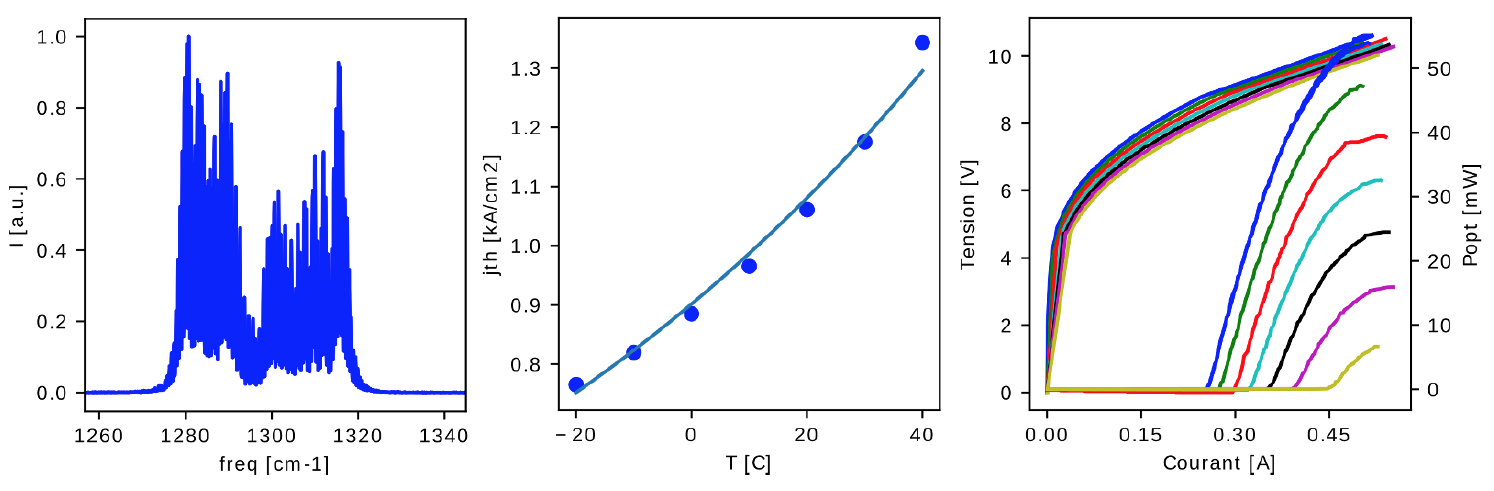 1.0
0.8
0.6
0.4
0.2
0.0
I [a.u.]
1260 1280 1300 1320 1340
freq [cm-1]
1.3
1.2
1.1
1.0
0.9
0.8
jth [kA/cm2]
−20 0 20 40
T [C]
10
8
6
4
2
0
Tension [V]
0.00 0.15 0.30 0.45
Courant [A]
50
40
30
20
10
0
Popt [mW]